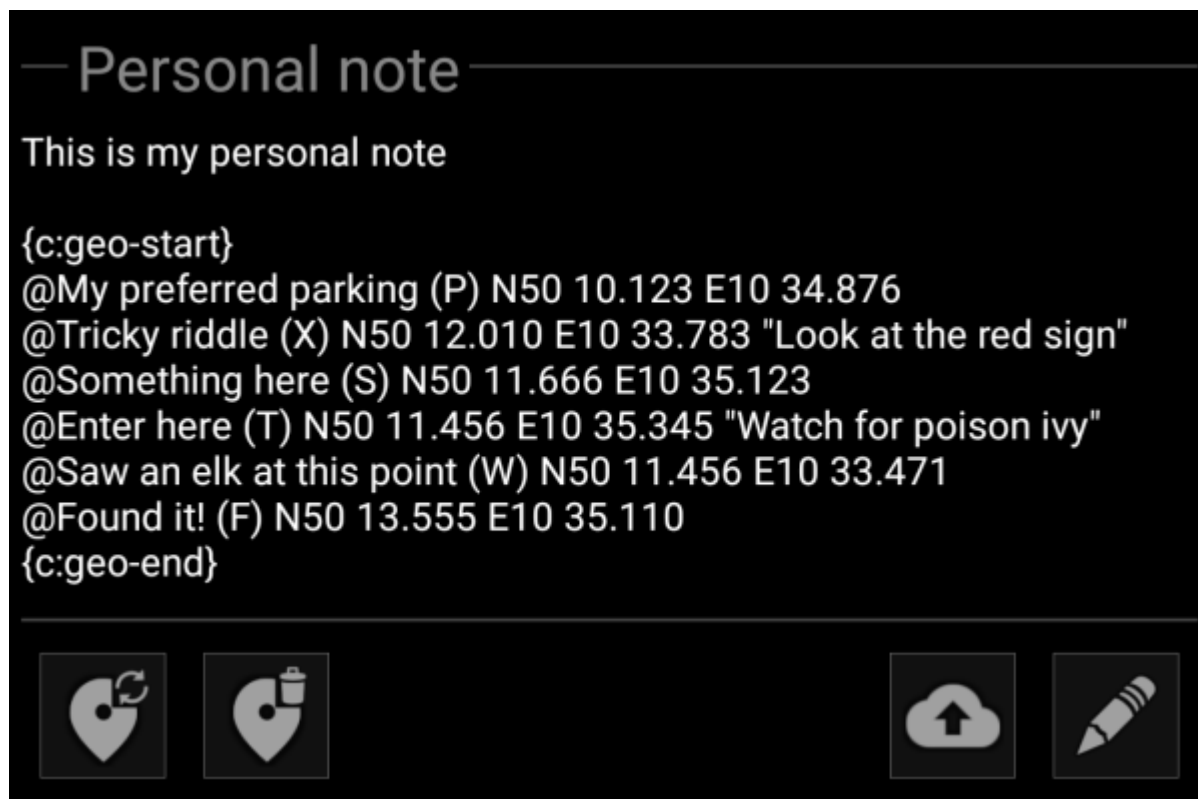 Personal note
This is my personal note
{c:geo-start}
@My preferred parking (P) N50 10.123 E10 34.876
@Tricky riddle (X) N50 12.010 E10 33.783 "Look at the red sign"
@Something here (S) N50 11.666 E10 35.123
@Enter here (T) N50 11.456 E10 35.345 "Watch for poison ivy"
@Saw an elk at this point (W) N50 11.456 E10 33.471
@Found it! (F) N50 13.555 E10 35.110
{c:geo-end}